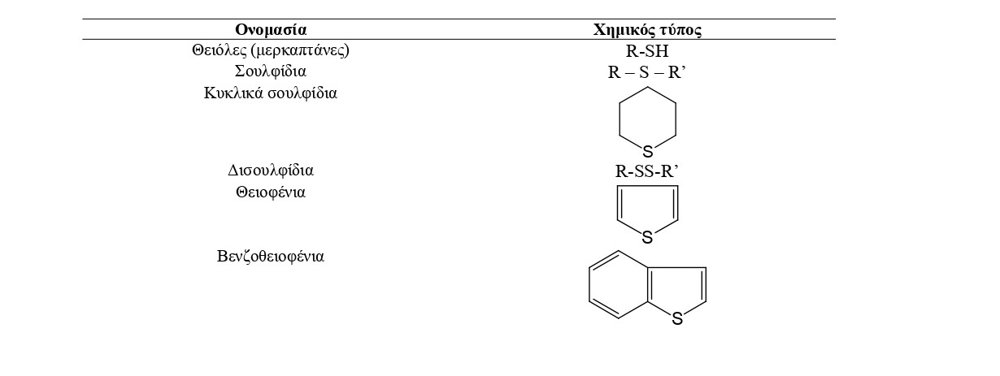 Ονομασία Χημικός τύπος
Θειόλες (μερκαπτάνες) R-SH
Σουλφίδια R – S – R’
Κυκλικά σουλφίδια
S
Δισουλφίδια R-SS-R’
Θειοφένια
S
Βενζοθειοφένια
S